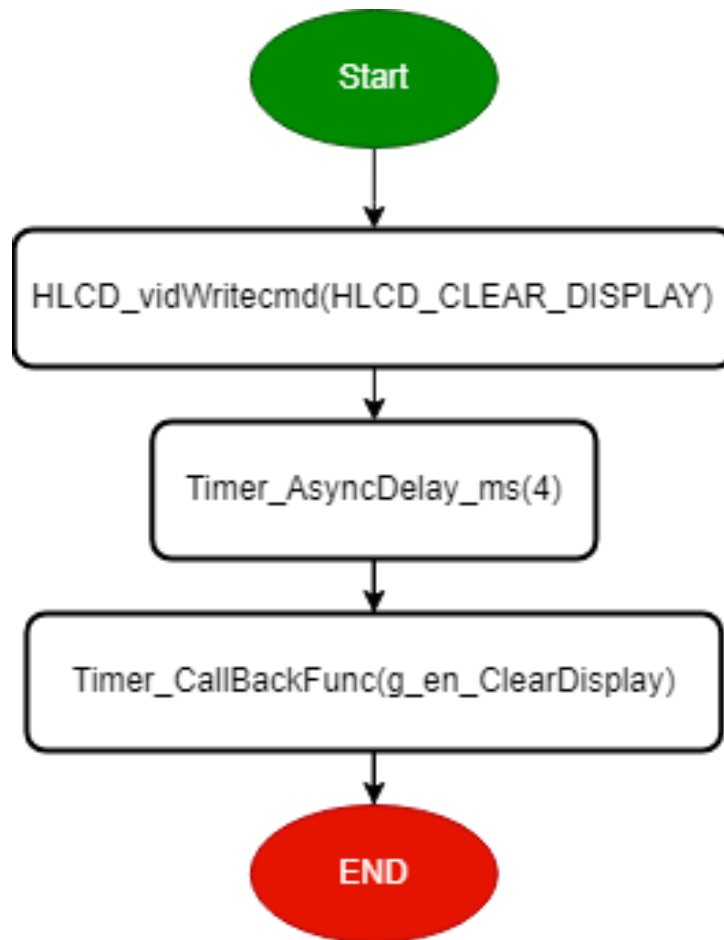 Start
HLCD_vidWritecmd(HLCD_CLEAR_DISPLAY)
Timer_AsyncDelay_ms(4)
Timer_CallBackFunc(g_en_ClearDisplay)
END